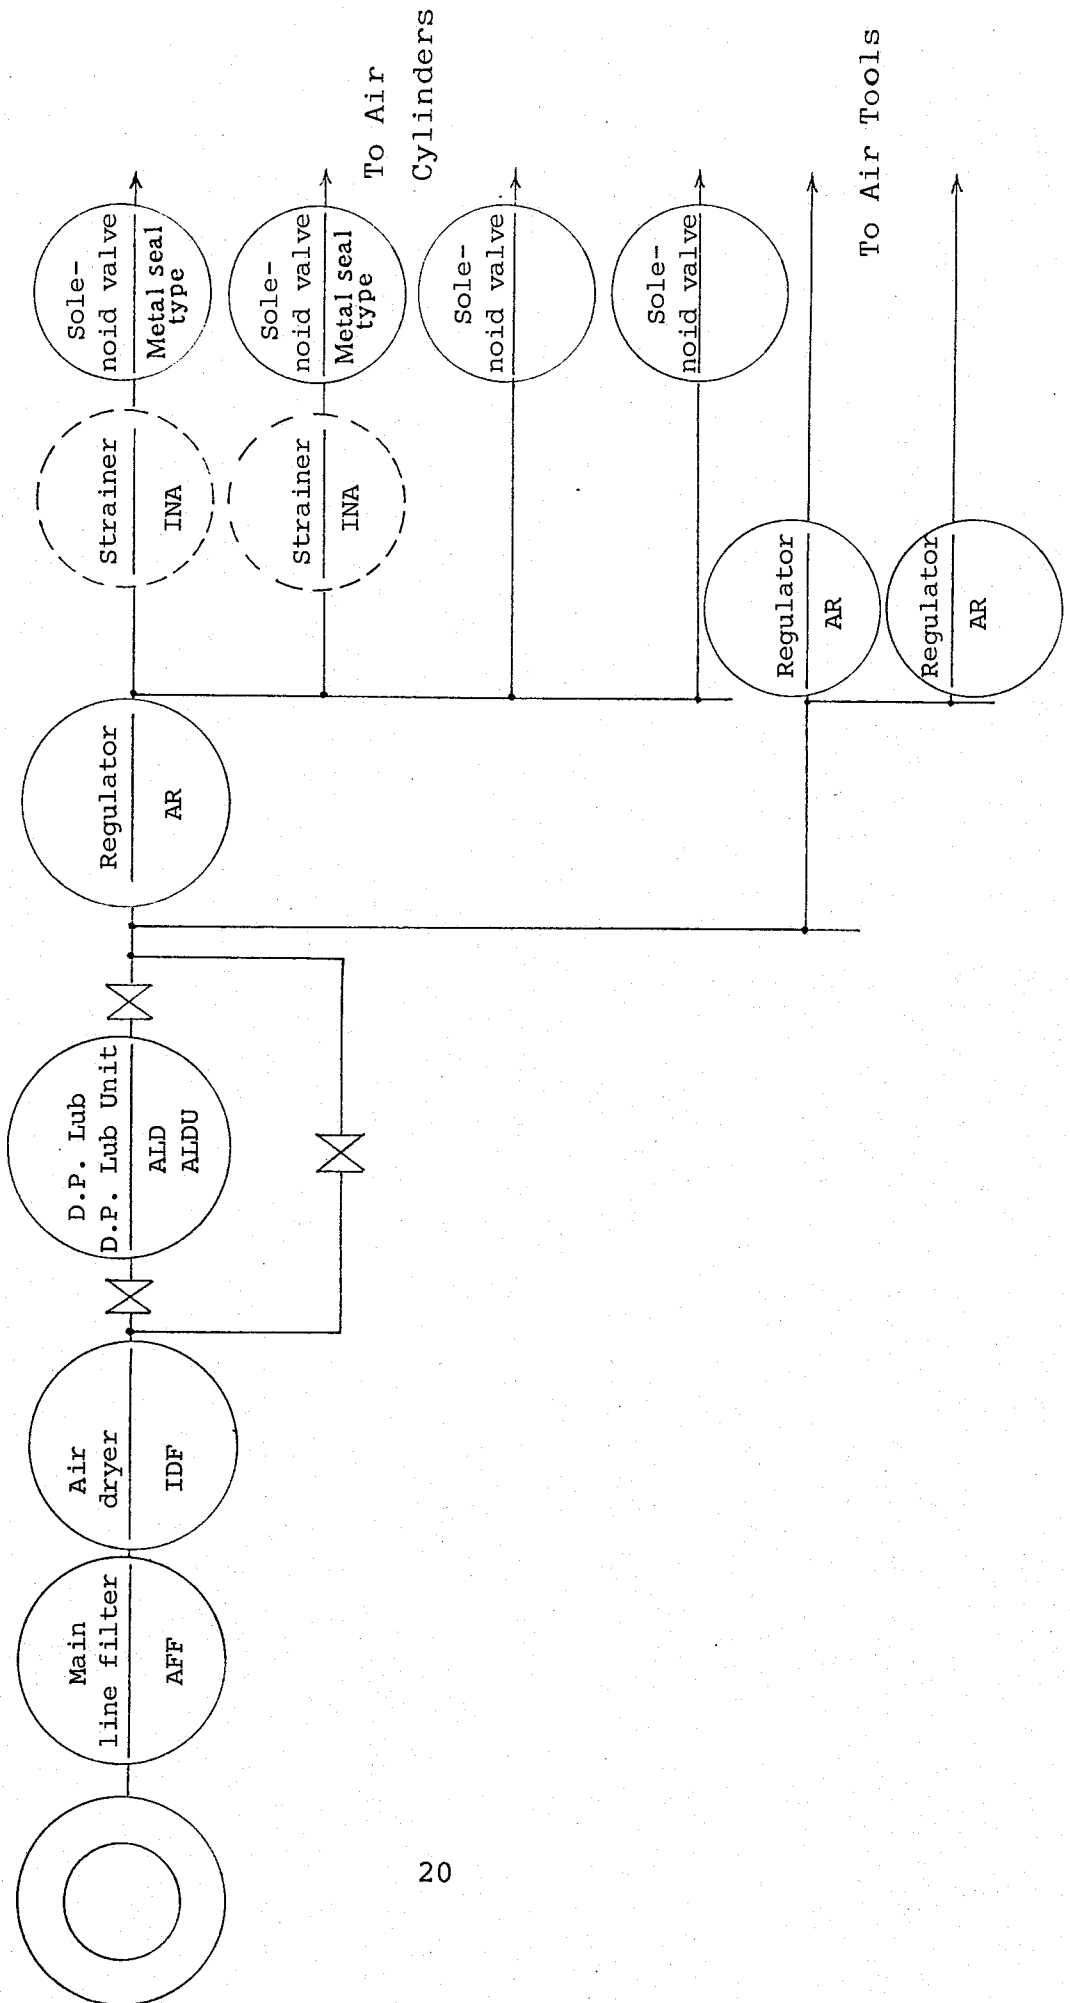 Main
line filter
AFF
Air
dryer
IDF
D.P. Lub
D.P. Lub Unit
ALD
ALDU
Regulator
AR
Strainer
INA
Sole-
noid valve
Metal seal
type
Strainer
INA
Sole-
noid valve
Metal seal
type
Sole-
noid valve
Sole-
noid valve
To Air
Cylinders
Regulator
AR
Regulator
AR
To Air Tools
20